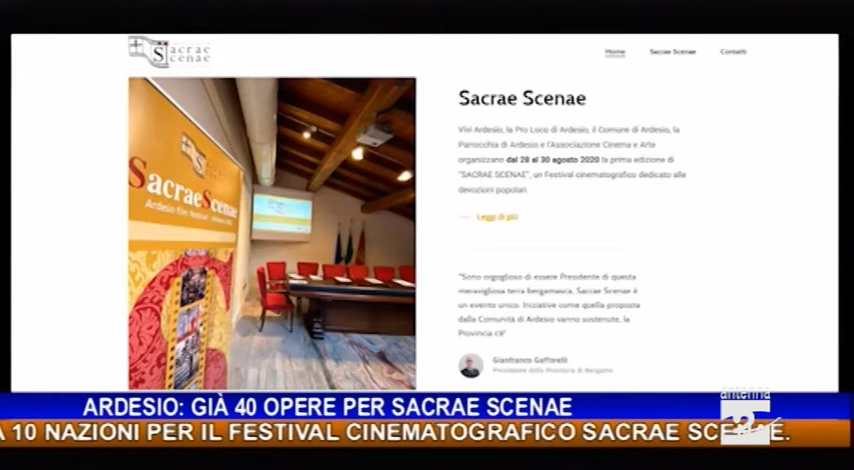 Sacrae
Scenae
Home Sacrae Scenae Contatti
SacraeScenae
Ardesio film festival
Sacrae Scenae
Vivi Ardesio, la Pro Loco di Ardesio, il Comune di Ardesio, la
Parrocchia di Ardesio e l'Associazione Cinema e Arte
organizzano dal 28 al 30 agosto 2020 la prima edizione di
"SACRAE SCENAE", un Festival cinematografico dedicato alle
devozioni popolari.
Leggi di più
"Sono orgoglioso di essere Presidente di questa
meravigliosa terra bergamasca, Sacrae Scenae è
un evento unico. Iniziative come quella proposta
dalla Comunità di Ardesio vanno sostenute, la
Provincia c'è"
Gianfranco Gafforelli
Presidente della Provincia di Bergamo
ARDESIO: GIÀ 40 OPERE PER SACRAE SCENAE
antenna
2
A 10 NAZIONI PER IL FESTIVAL CINEMATOGRAFICO SACRAE SCENAE.